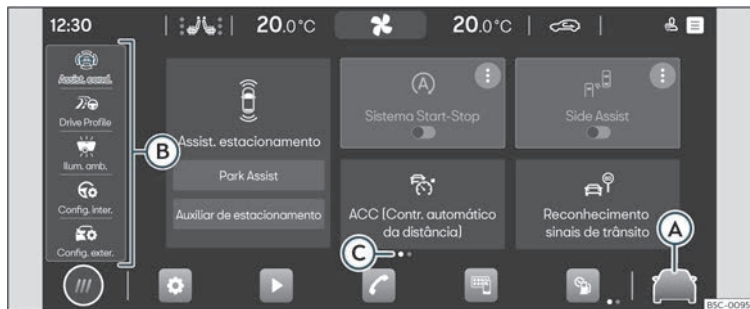 12:30
20.0°C
20.0°C
Assist. cond.
Drive Profile
Ilum. amb.
Config. inter.
Config. exter.
B
Assist. estacionamento
Park Assist
Auxiliar de estacionamento
A
Sistema Start-Stop
Side Assist
ACC (Contr. automático
da distância)
80
Reconhecimento
sinais de trânsito
C
A
B5C-0095